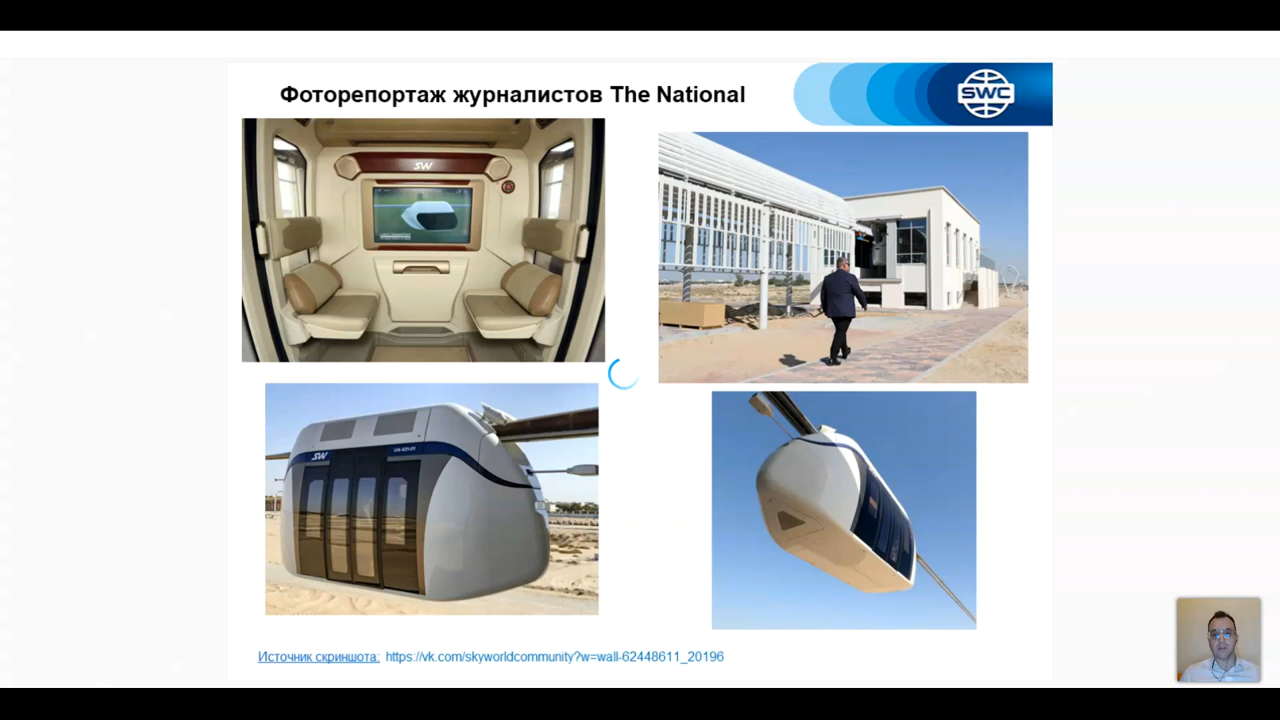 Фоторепортаж журналистов The National
SWC
SW
SW
Источник скриншота: https://vk.com/skyworldcommunity?w=wall-62448611_20196